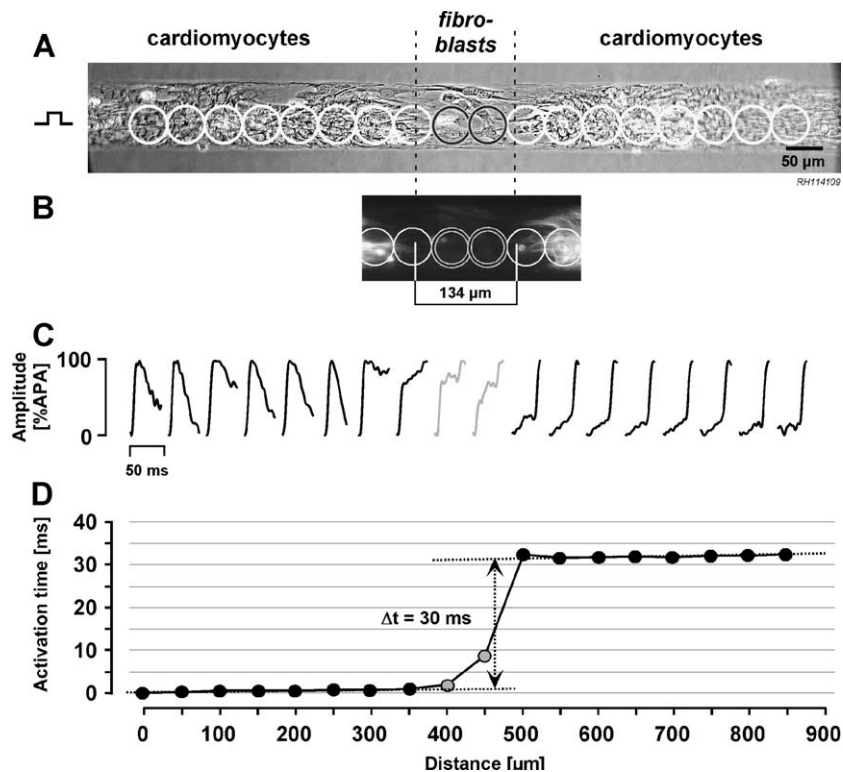 fibro-
cardiomyocytes blasts cardiomyocytes
A
50 µm
RH114109
B
134 µm
C
Amplitude
[%APA]
100
0
50 ms
D
Activation time [ms]
40
30
20
10
0
Δt = 30 ms
0 100 200 300 400 500 600 700 800 900
Distance [µm]